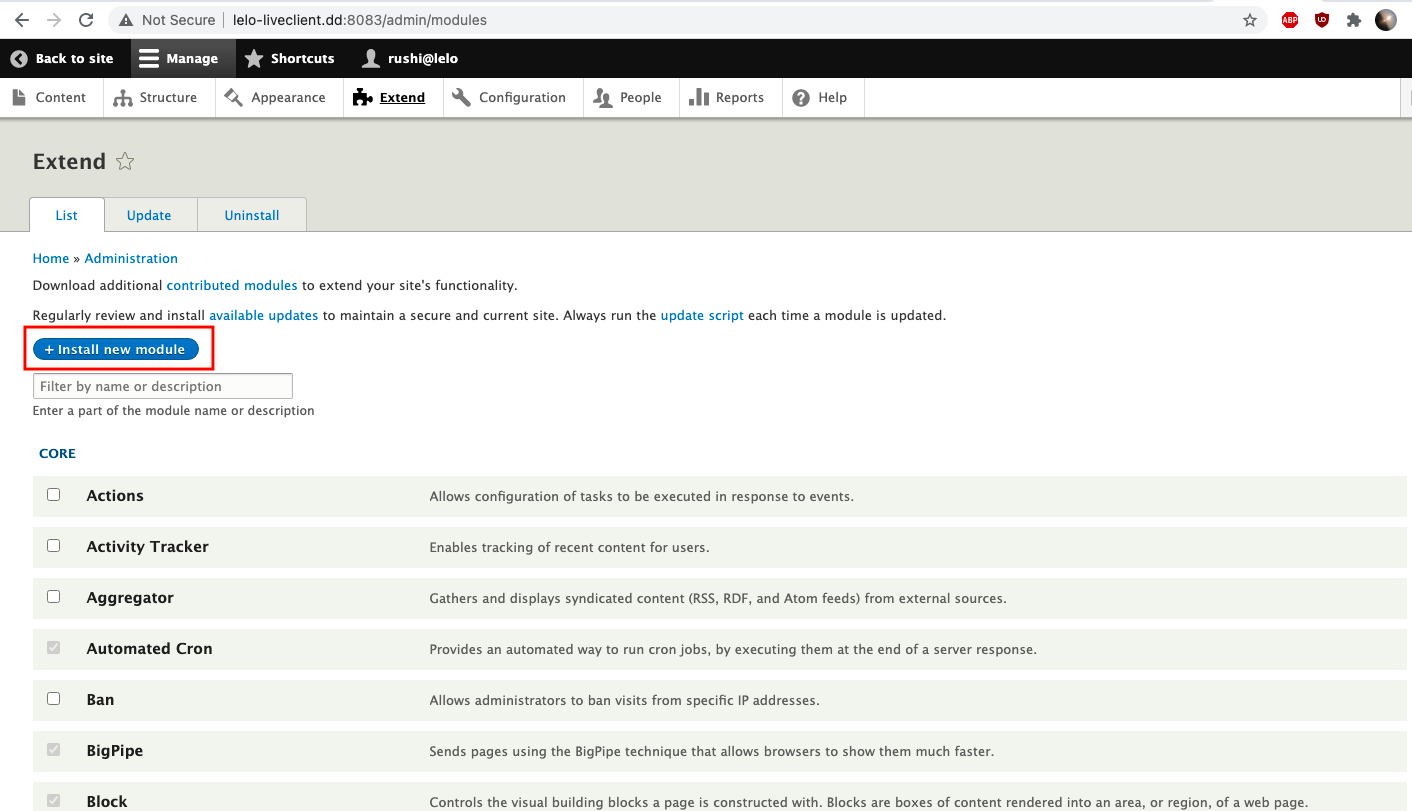 Not Secure | lelo-liveclient.dd:8083/admin/modules
ABP
Back to site Manage Shortcuts rushi@lelo
Content Structure Appearance Extend Configuration People Reports Help
Extend
List Update Uninstall
Home » Administration
Download additional contributed modules to extend your site's functionality.
Regularly review and install available updates to maintain a secure and current site. Always run the update script each time a module is updated.
+ Install new module
Filter by name or description
Enter a part of the module name or description
CORE
Actions Allows configuration of tasks to be executed in response to events.
Activity Tracker Enables tracking of recent content for users.
Aggregator Gathers and displays syndicated content (RSS, RDF, and Atom feeds) from external sources.
Automated Cron Provides an automated way to run cron jobs, by executing them at the end of a server response.
Ban Allows administrators to ban visits from specific IP addresses.
BigPipe Sends pages using the BigPipe technique that allows browsers to show them much faster.
Block Controls the visual building blocks a page is constructed with. Blocks are boxes of content rendered into an area, or region, of a web page.